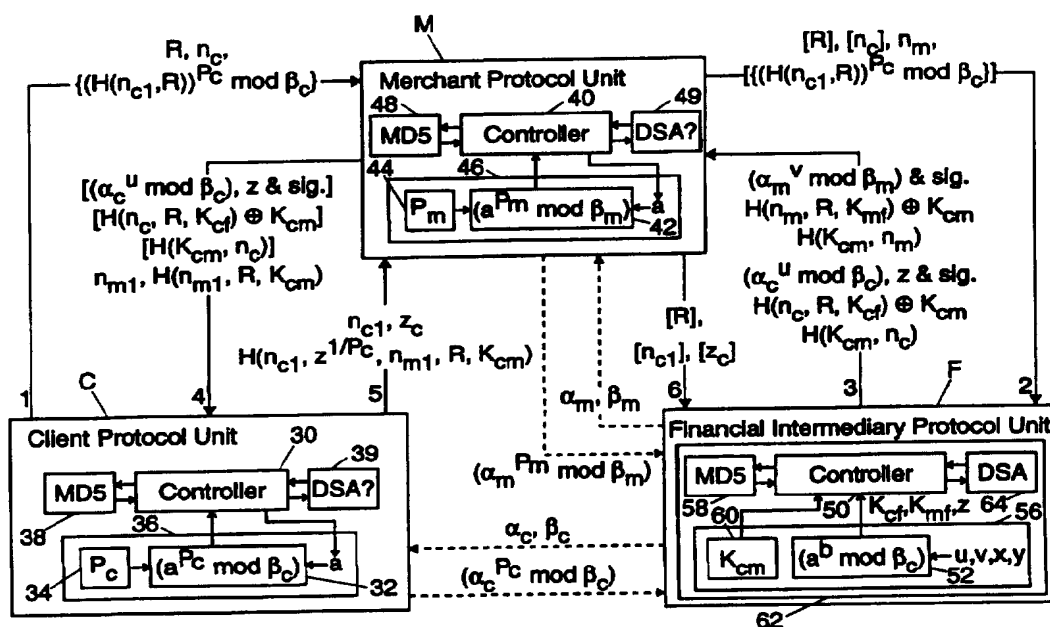 M
R, n_c,
{((H(n_c1,R))^Pc mod β_c}
[R], [n_c], n_m,
[{((H(n_c1,R))^Pc mod β_c}]
Merchant Protocol Unit
48
40
49
MD5
Controller
DSA?
44
46
P_m
(a^Pm mod β_m)
a
42
[(α_c^u mod β_c), z & sig.]
[H(n_c, R, K_cf) ⊕ K_cm]
[H(K_cm, n_c)]
n_m1, H(n_m1, R, K_cm)
(α_m^v mod β_m) & sig.
H(n_m, R, K_mf) ⊕ K_cm
H(K_cm, n_m)
(α_c^u mod β_c), z & sig.
H(n_c, R, K_cf) ⊕ K_cm
H(K_cm, n_c)
n_c1, z_c
H(n_c1, z^1/Pc, n_m1, R, K_cm)
[R],
[n_c1], [z_c]
1
C
4
5
α_m, β_m
6
3
F
2
Client Protocol Unit
30
39
MD5
Controller
DSA?
38
36
P_c
(a^Pc mod β_c)
a
34
32
(α_m^Pm mod β_m)
α_c, β_c
(α_c^Pc mod β_c)
Financial Intermediary Protocol Unit
MD5
Controller
DSA
58
60
50
K_cf,K_mf,z
64
56
K_cm
(a^b mod β_c)
u,v,x,y
52
62